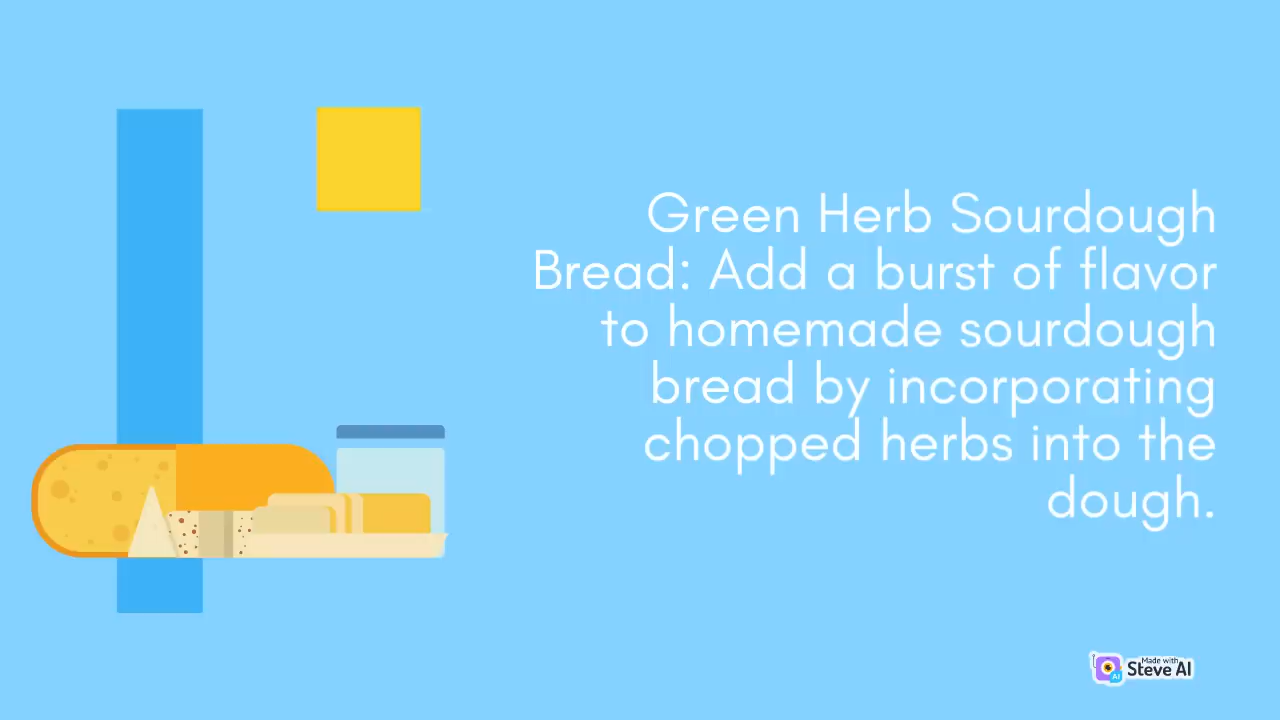 Green Herb Sourdough
Bread: Add a burst of flavor
to homemade sourdough
bread by incorporating
chopped herbs into the
dough.
Made with
Steve AI
AI